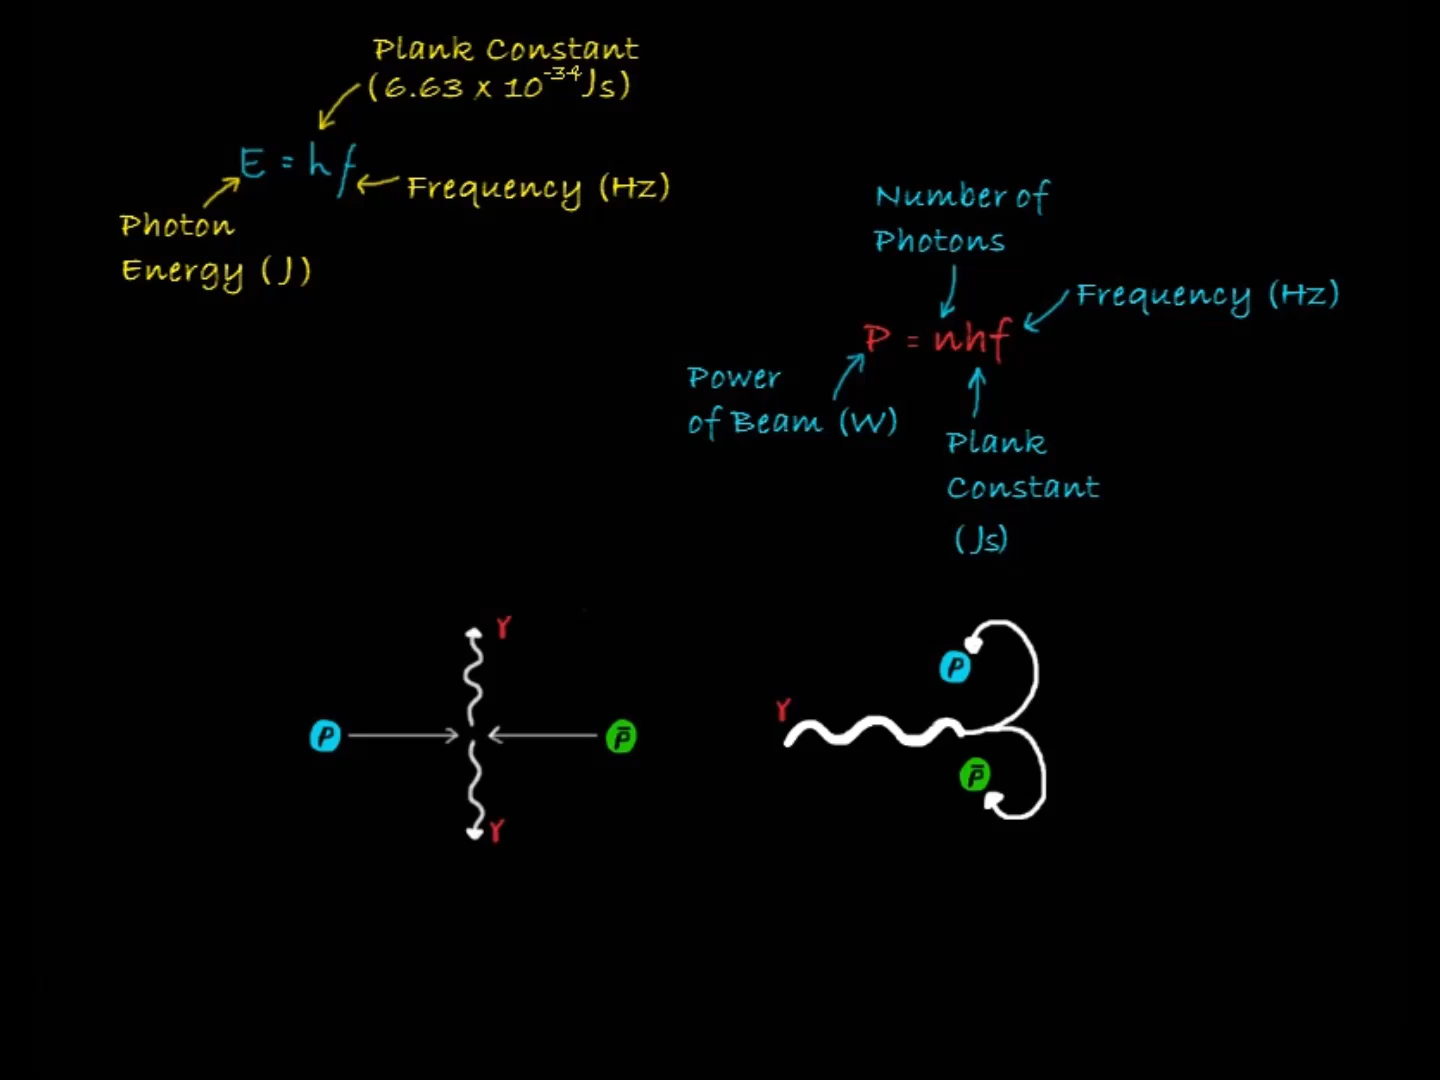 Plank Constant
(6.63 x 10⁻³⁴Js)
E = hf
Frequency (Hz)
Photon
Energy (J)
Number of
Photons
Frequency (Hz)
P = nhf
Power
of Beam (W)
Plank
Constant
(Js)
γ
P
P̅
γ
γ
P
P̅